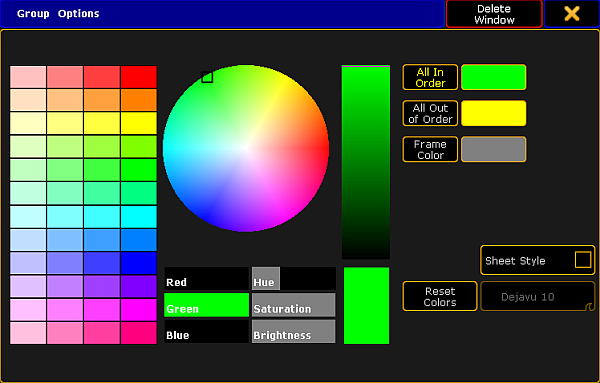 Group Options
Delete
Window
All In
Order
All Out
of Order
Frame
Color
Sheet Style
Red
Hue
Green
Saturation
Blue
Brightness
Reset
Colors
Dejavu 10